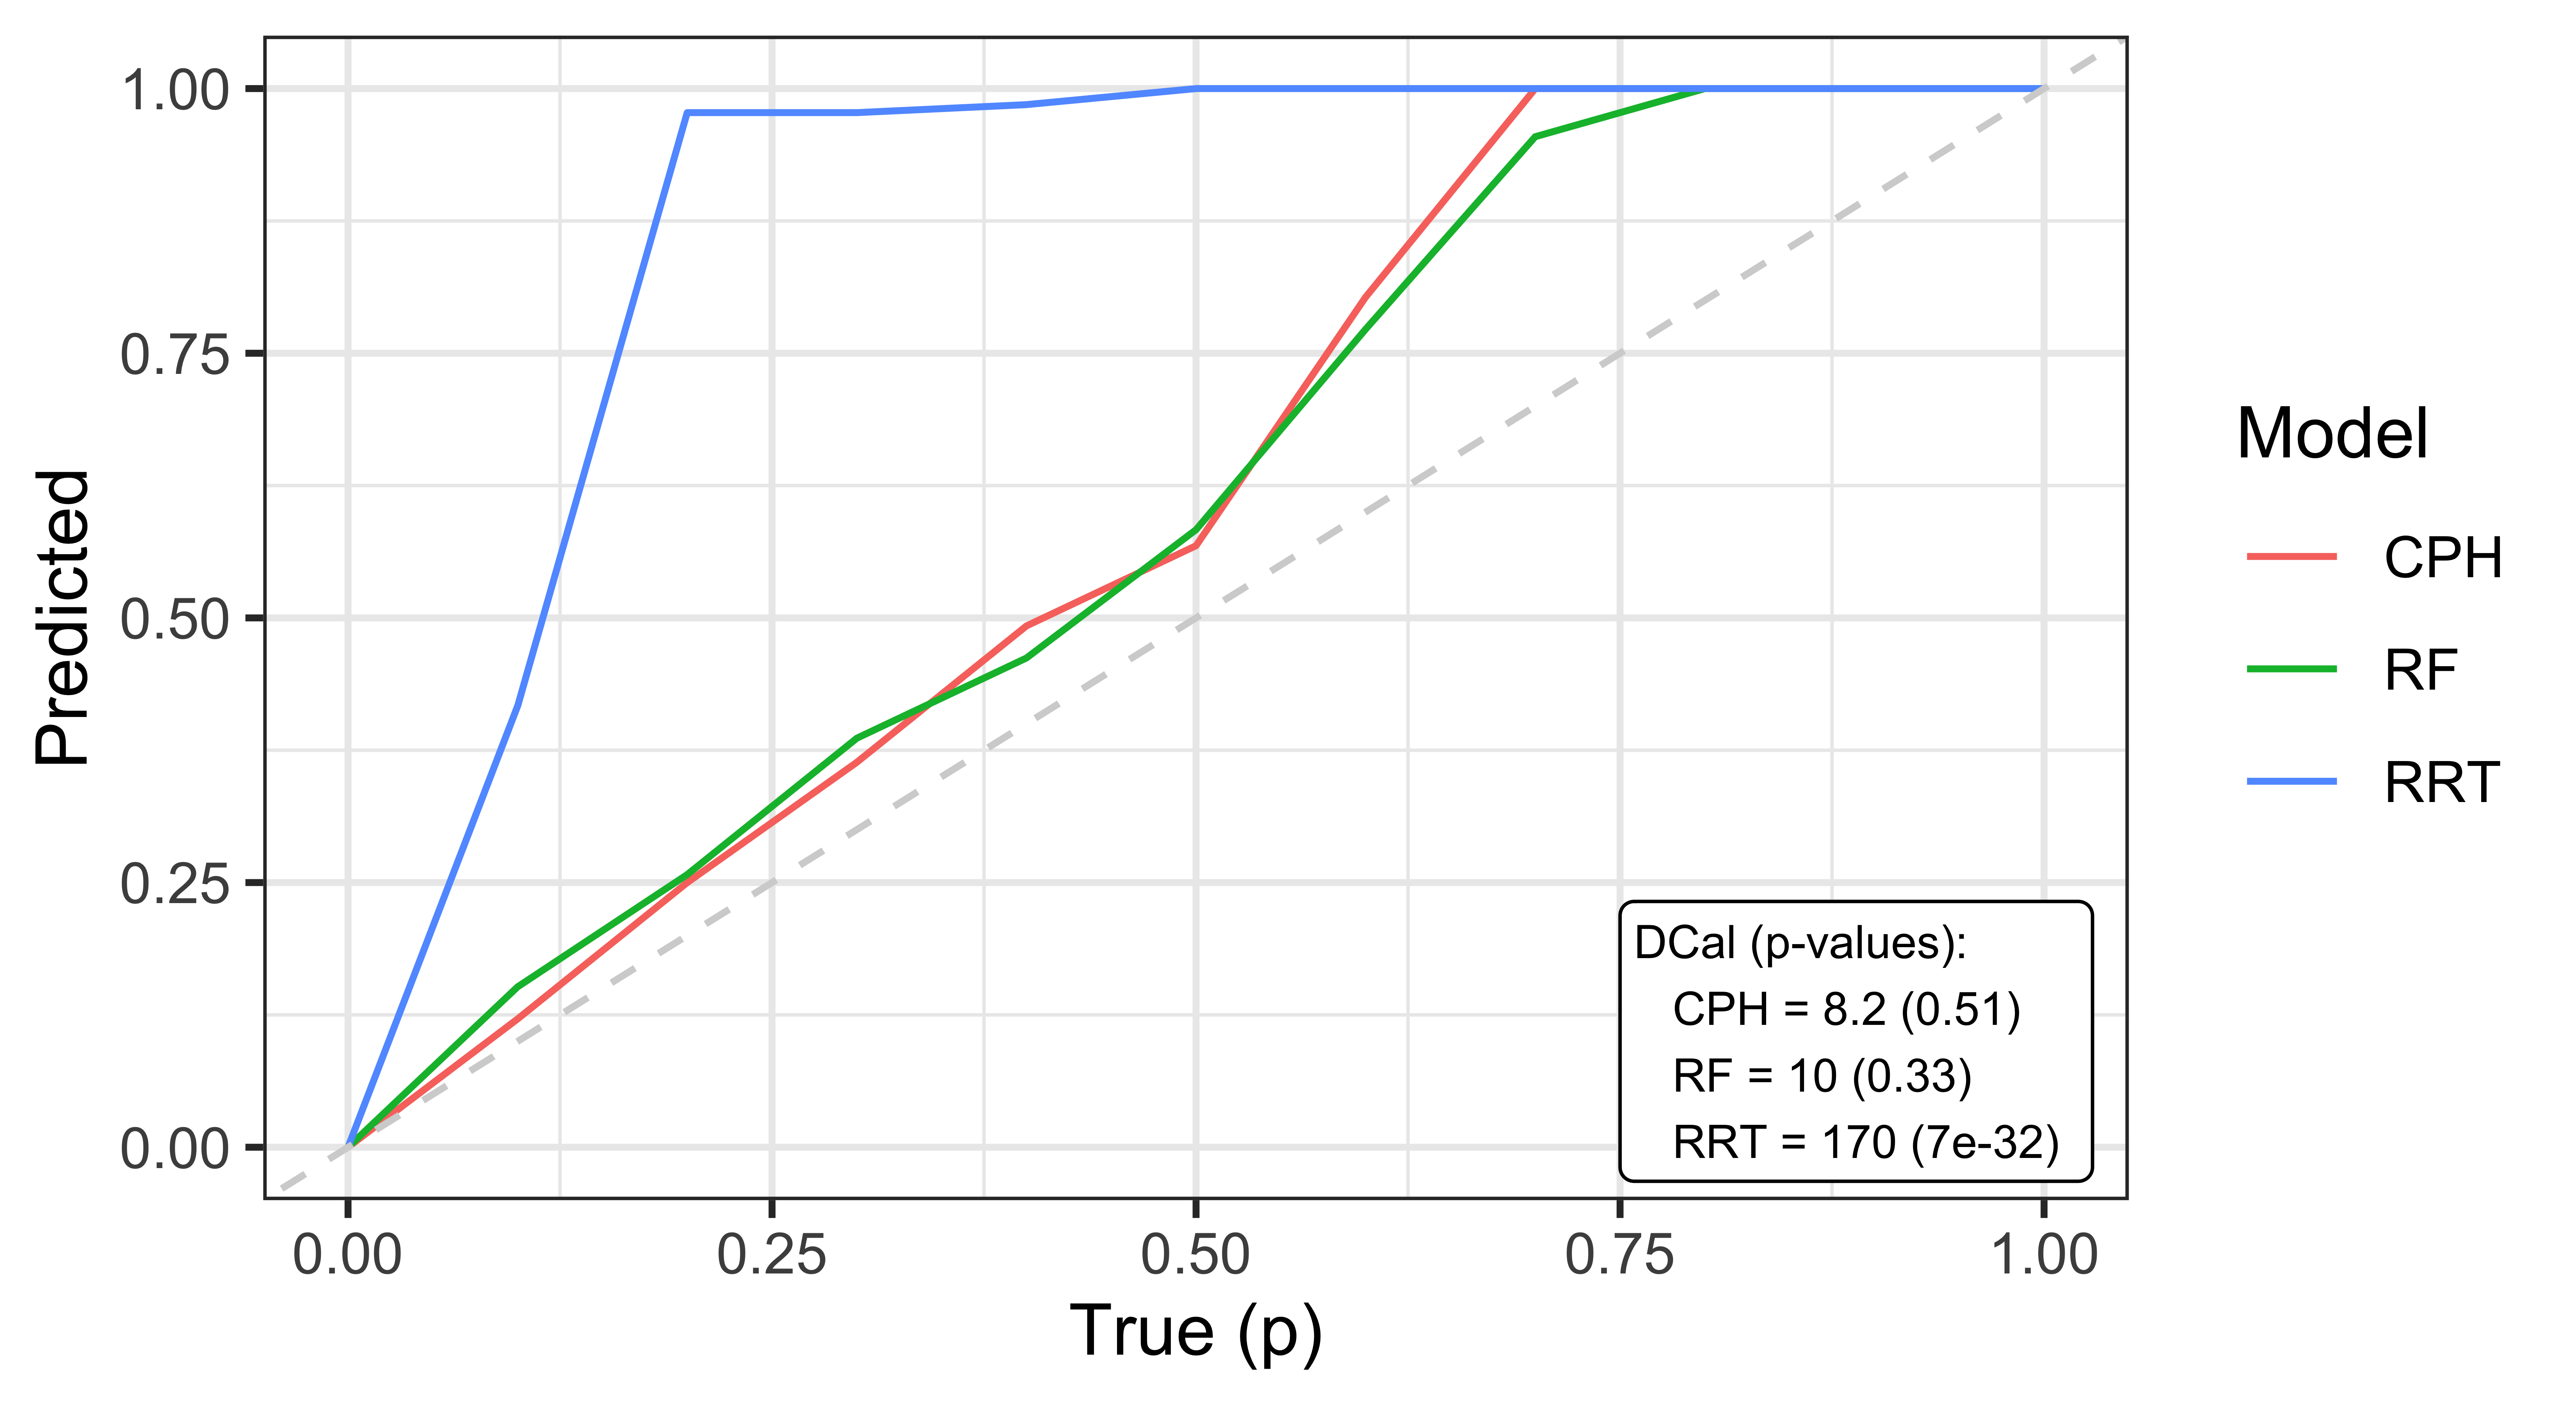 1.00
0.75
0.50
0.25
0.00
Predicted
0.00 0.25 0.50 0.75 1.00
True (p)
DCal (p-values):
CPH = 8.2 (0.51)
RF = 10 (0.33)
RRT = 170 (7e-32)
Model
CPH
RF
RRT